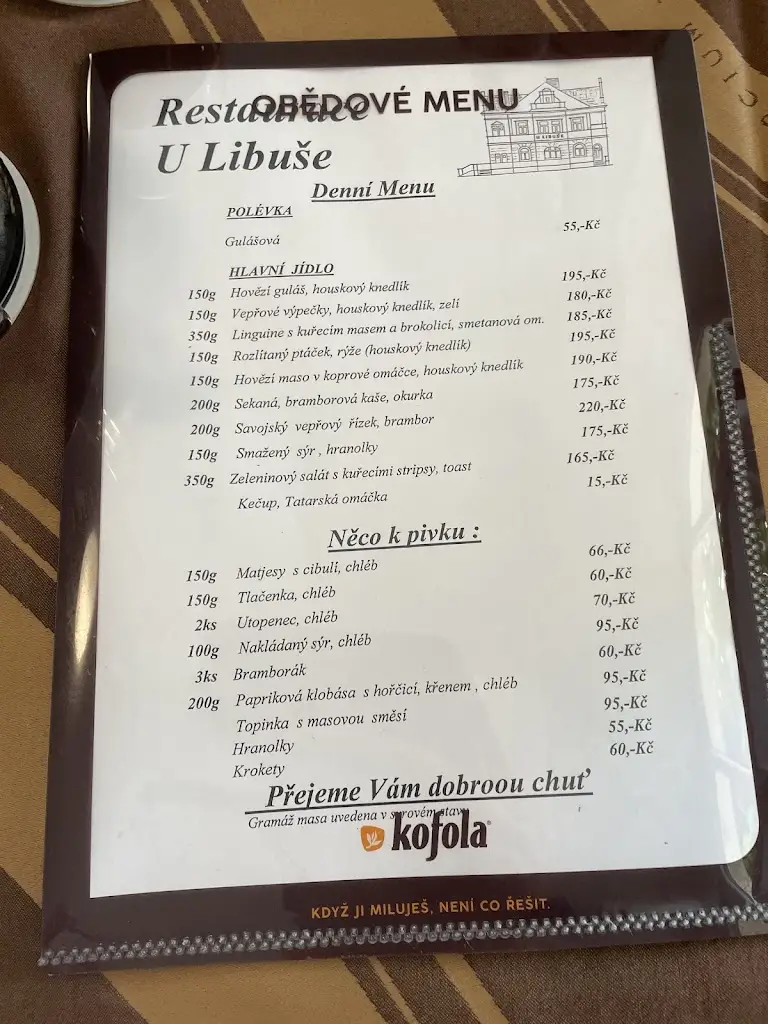 OBĚDOVÉ MENU
Restaurace
U Libuše
U LIBUŠE
Denní Menu
POLÉVKA
Gulášová 55,-Kč
HLAVNÍ JÍDLO
150g Hovězí guláš, houskový knedlík 195,-Kč
150g Vepřové výpečky, houskový knedlík, zelí 180,-Kč
350g Linguine s kuřecím masem a brokolicí, smetanová om. 185,-Kč
150g Rozlítaný ptáček, rýže (houskový knedlík) 195,-Kč
150g Hovězí maso v koprové omáčce, houskový knedlík 190,-Kč
200g Sekaná, bramborová kaše, okurka 175,-Kč
200g Savojský vepřový řízek, brambor 220,-Kč
150g Smažený sýr , hranolky 175,-Kč
350g Zeleninový salát s kuřecími stripsy, toast 165,-Kč
Kečup, Tatarská omáčka 15,-Kč
Něco k pivku :
150g Matjesy s cibulí, chléb 66,-Kč
150g Tlačenka, chléb 60,-Kč
2ks Utopenec, chléb 70,-Kč
100g Nakládaný sýr, chléb 95,-Kč
3ks Bramborák 60,-Kč
200g Papriková klobása s hořčicí, křenem , chléb 95,-Kč
Topinka s masovou směsí 95,-Kč
Hranolky 55,-Kč
Krokety 60,-Kč
Přejeme Vám dobroou chuť
Gramáž masa uvedena v syrovém stavu
kofola
KDYŽ JI MILUJEŠ, NENÍ CO ŘEŠIT.